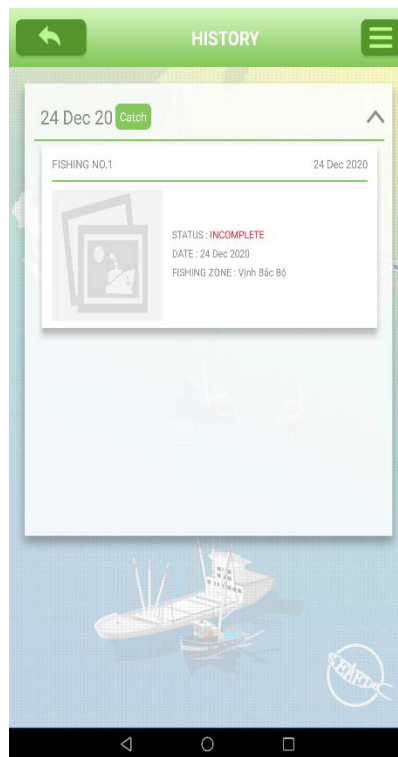 HISTORY
24 Dec 20 Catch
FISHING NO.1 24 Dec 2020
STATUS : INCOMPLETE
DATE : 24 Dec 2020
FISHING ZONE : Vịnh Bắc Bộ
SEAFDEC